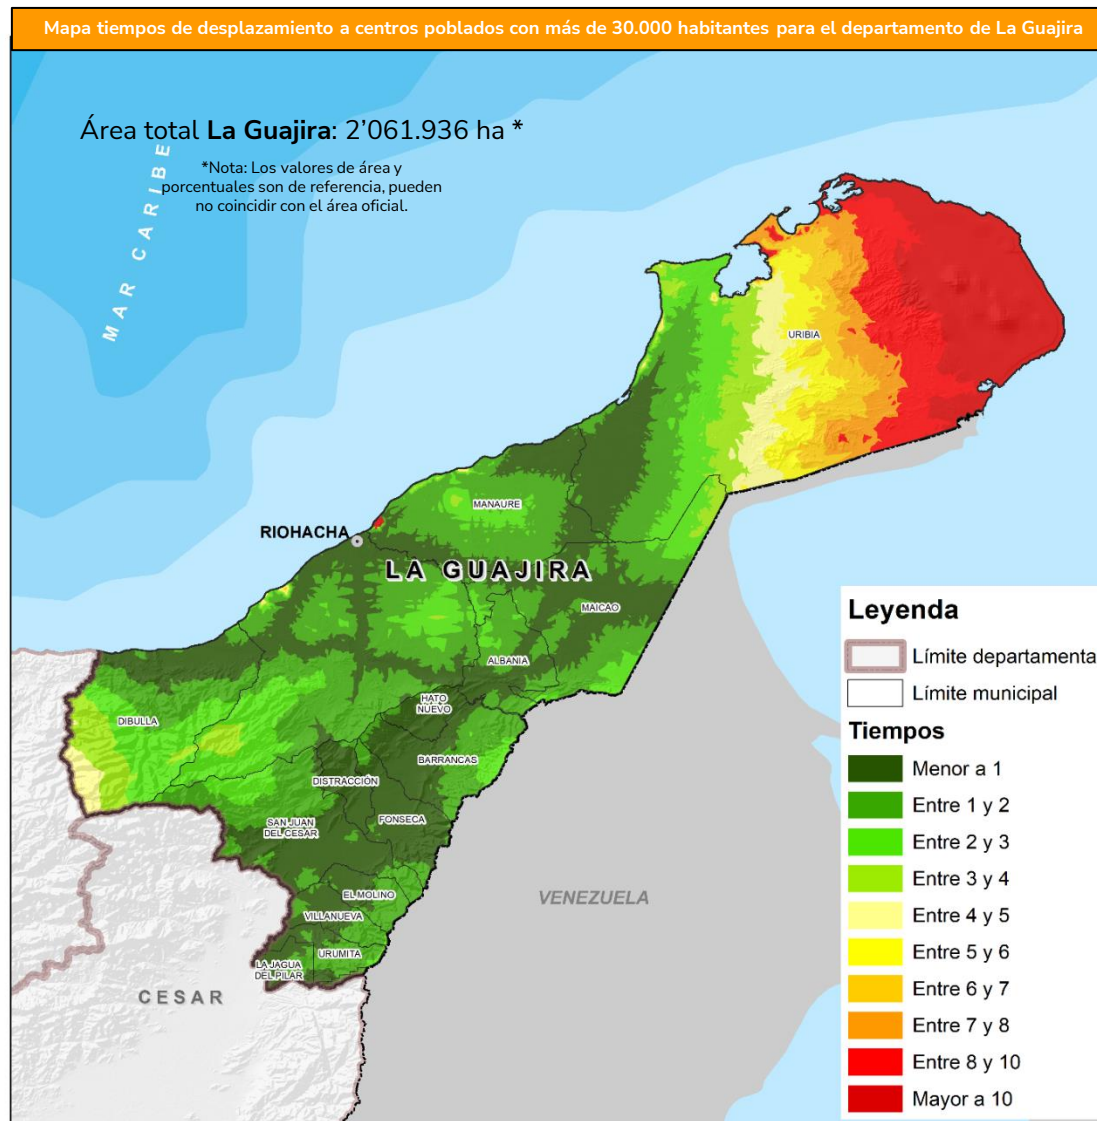 Mapa tiempos de desplazamiento a centros poblados con más de 30.000 habitantes para el departamento de La Guajira
Área total La Guajira: 2’061.936 ha *
*Nota: Los valores de área y
porcentuales son de referencia, pueden
no coincidir con el área oficial.
MAR CARIBE
URIBIA
MANAURE
RIOHACHA
LA GUAJIRA
MAICAO
ALBANIA
HATO
NUEVO
DIBULLA
BARRANCAS
DISTRACCIÓN
SAN JUAN
DEL CESAR
FONSECA
EL MOLINO
VILLANUEVA
URUMITA
LA JAGUA
DEL PILAR
VENEZUELA
CESAR
Leyenda
Límite departamenta
Límite municipal
Tiempos
Menor a 1
Entre 1 y 2
Entre 2 y 3
Entre 3 y 4
Entre 4 y 5
Entre 5 y 6
Entre 6 y 7
Entre 7 y 8
Entre 8 y 10
Mayor a 10